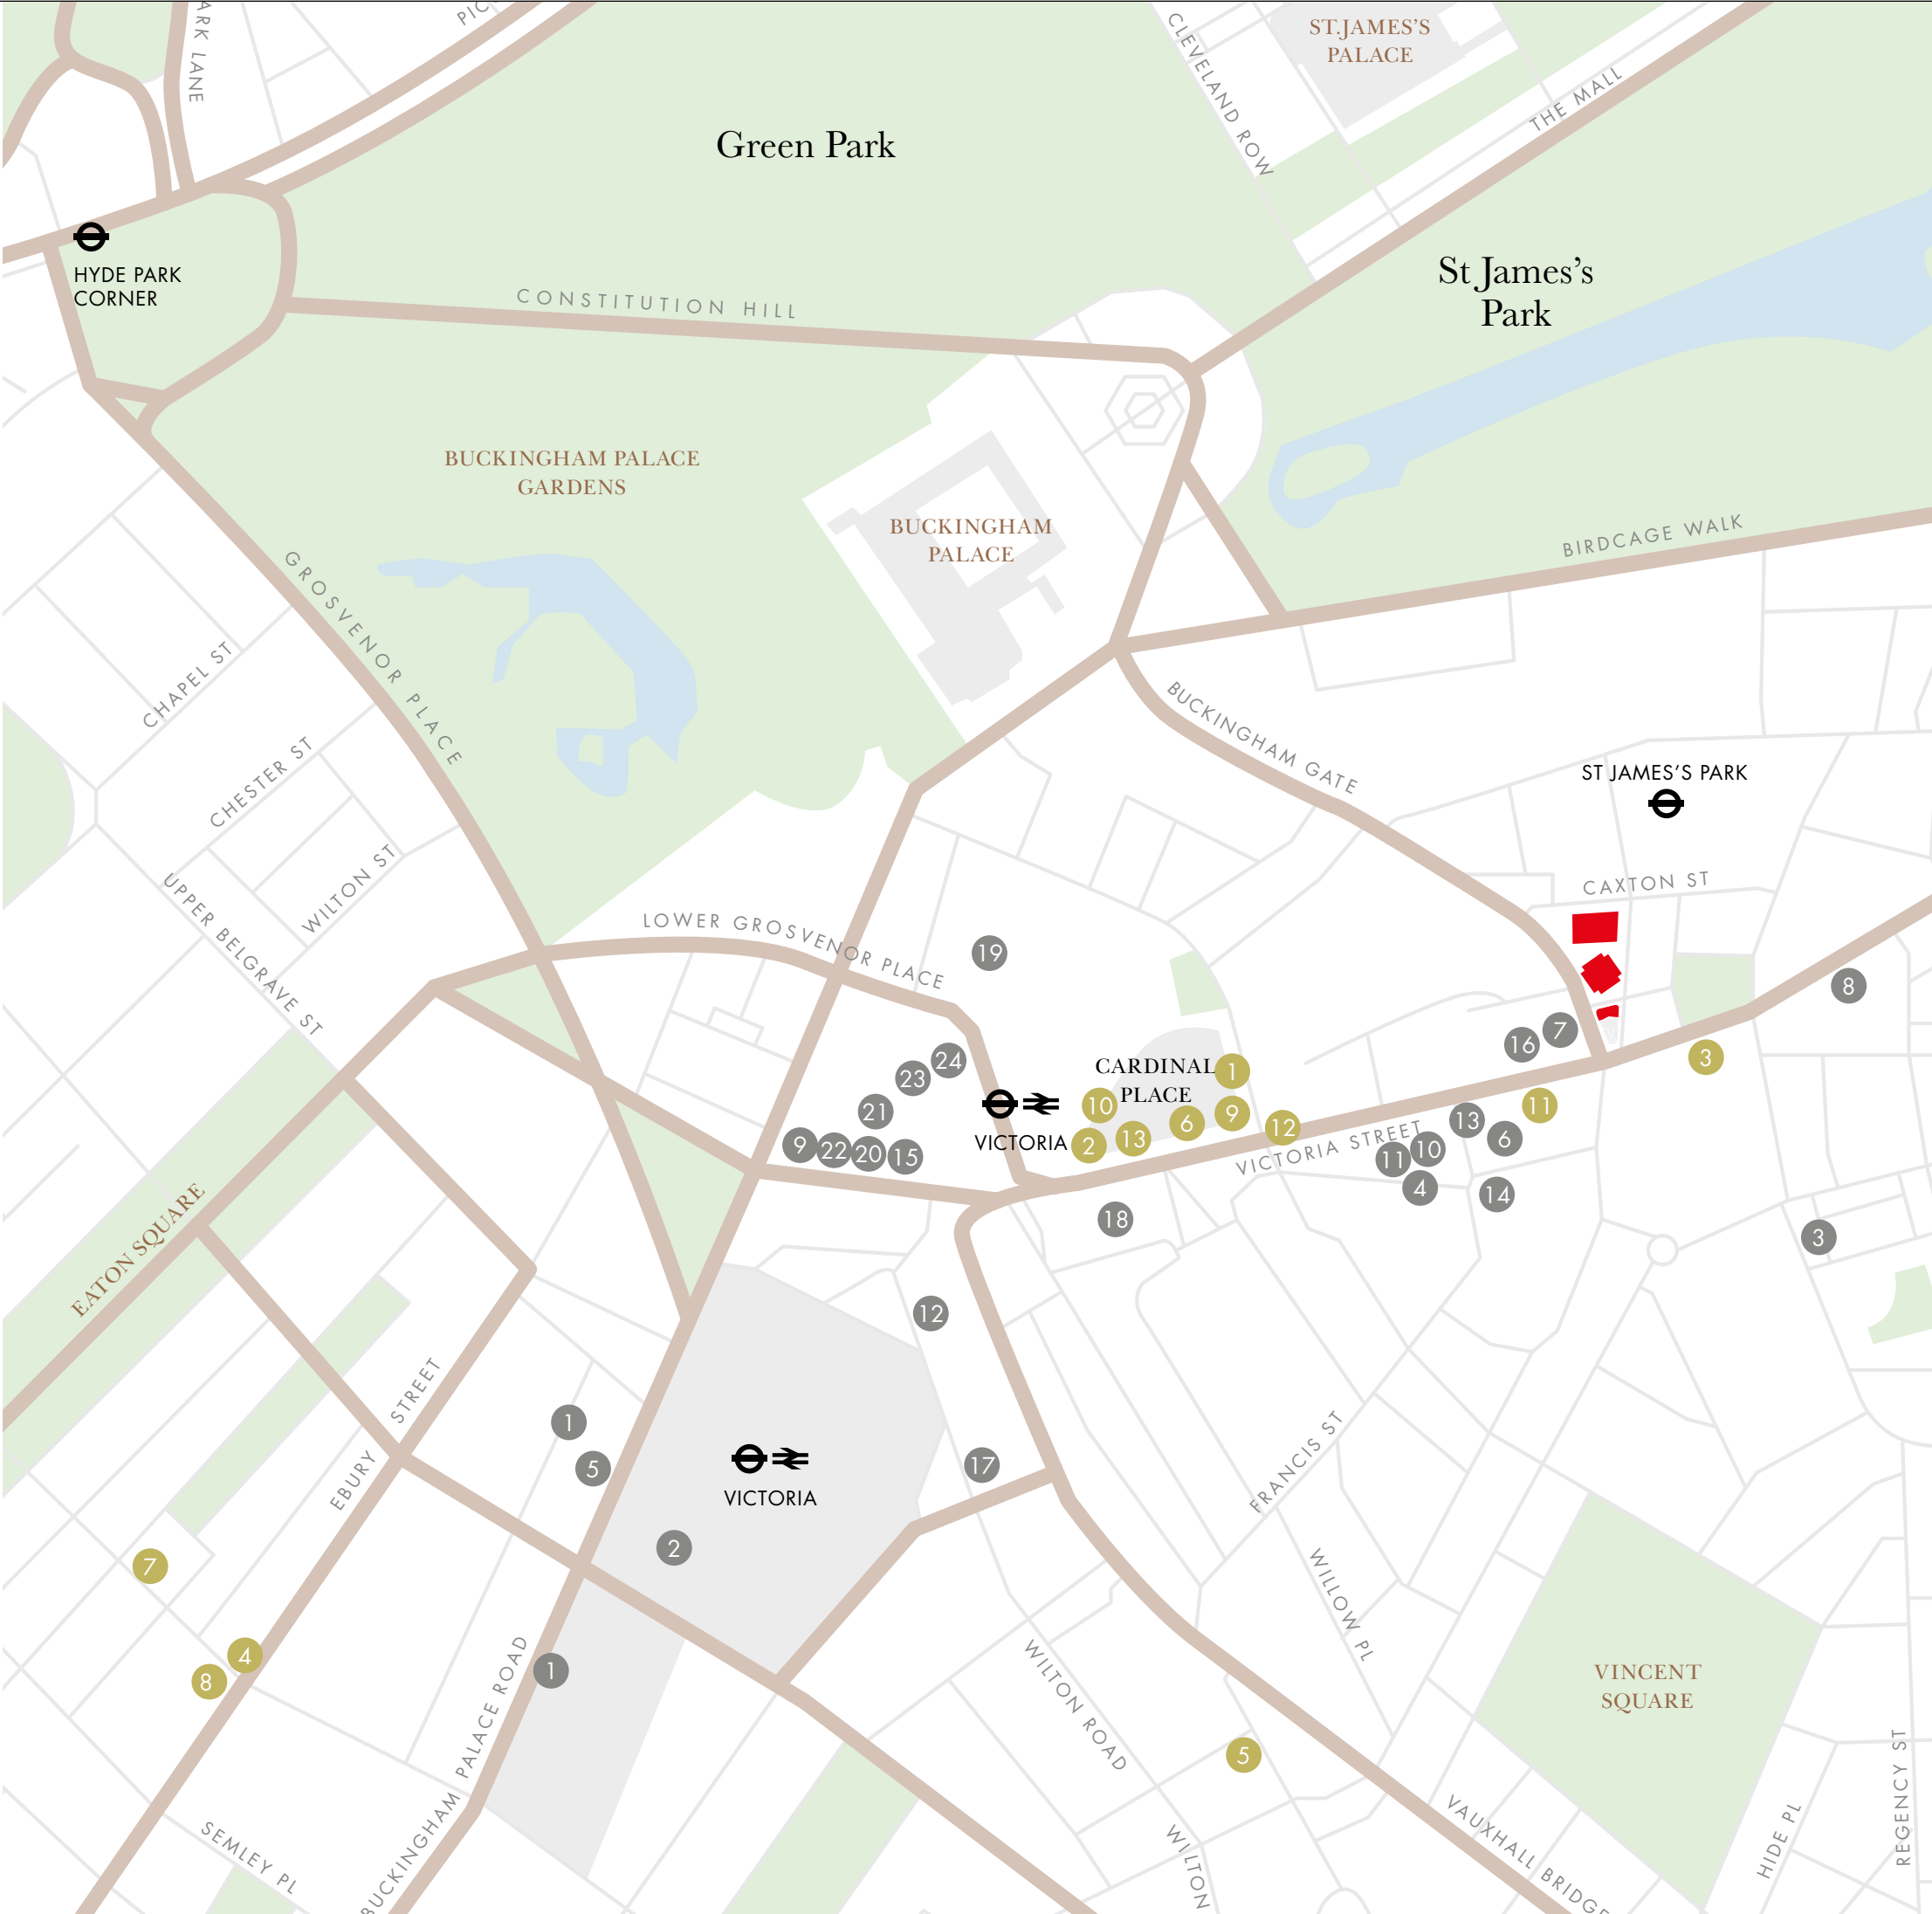 PARK LANE
PIC
CLEVELAND ROW
ST.JAMES'S
PALACE
THE MALL
Green Park
HYDE PARK
CORNER
CONSTITUTION HILL
St James's
Park
BUCKINGHAM PALACE
GARDENS
BUCKINGHAM
PALACE
BIRDCAGE WALK
GROSVENOR PLACE
CHAPEL ST
CHESTER ST
WILTON ST
UPPER BELGRAVE ST
BUCKINGHAM GATE
ST JAMES'S PARK
CAXTON ST
LOWER GROSVENOR PLACE
19
8
16
7
3
24
23
21
9
22
20
15
VICTORIA
CARDINAL
PLACE
1
10
2
13
6
9
12
VICTORIA STREET
11
13
6
10
11
4
14
18
3
EATON SQUARE
12
EBURY STREET
1
5
17
VICTORIA
2
FRANCIS ST
7
4
8
1
BUCKINGHAM PALACE ROAD
WILLOW PL
WILTON ROAD
VINCENT
SQUARE
5
SEMLEY PL
WILTON
VAUXHALL BRIDGE
HIDE PL
REGENCY ST